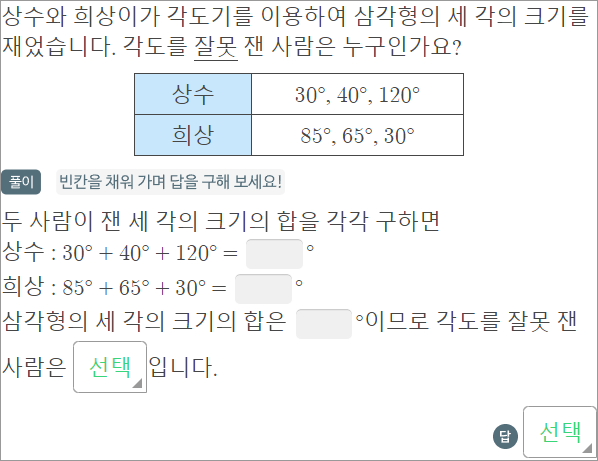 상수와 희상이가 각도기를 이용하여 삼각형의 세 각의 크기를
재었습니다. 각도를 잘못 잰 사람은 누구인가요?
상수 30°, 40°, 120°
희상 85°, 65°, 30°
풀이 빈칸을 채워 가며 답을 구해 보세요!
두 사람이 잰 세 각의 크기의 합을 각각 구하면
상수 : 30° + 40° + 120° = °
희상 : 85° + 65° + 30° = °
삼각형의 세 각의 크기의 합은 °이므로 각도를 잘못 잰
사람은 선택 입니다.
답 선택